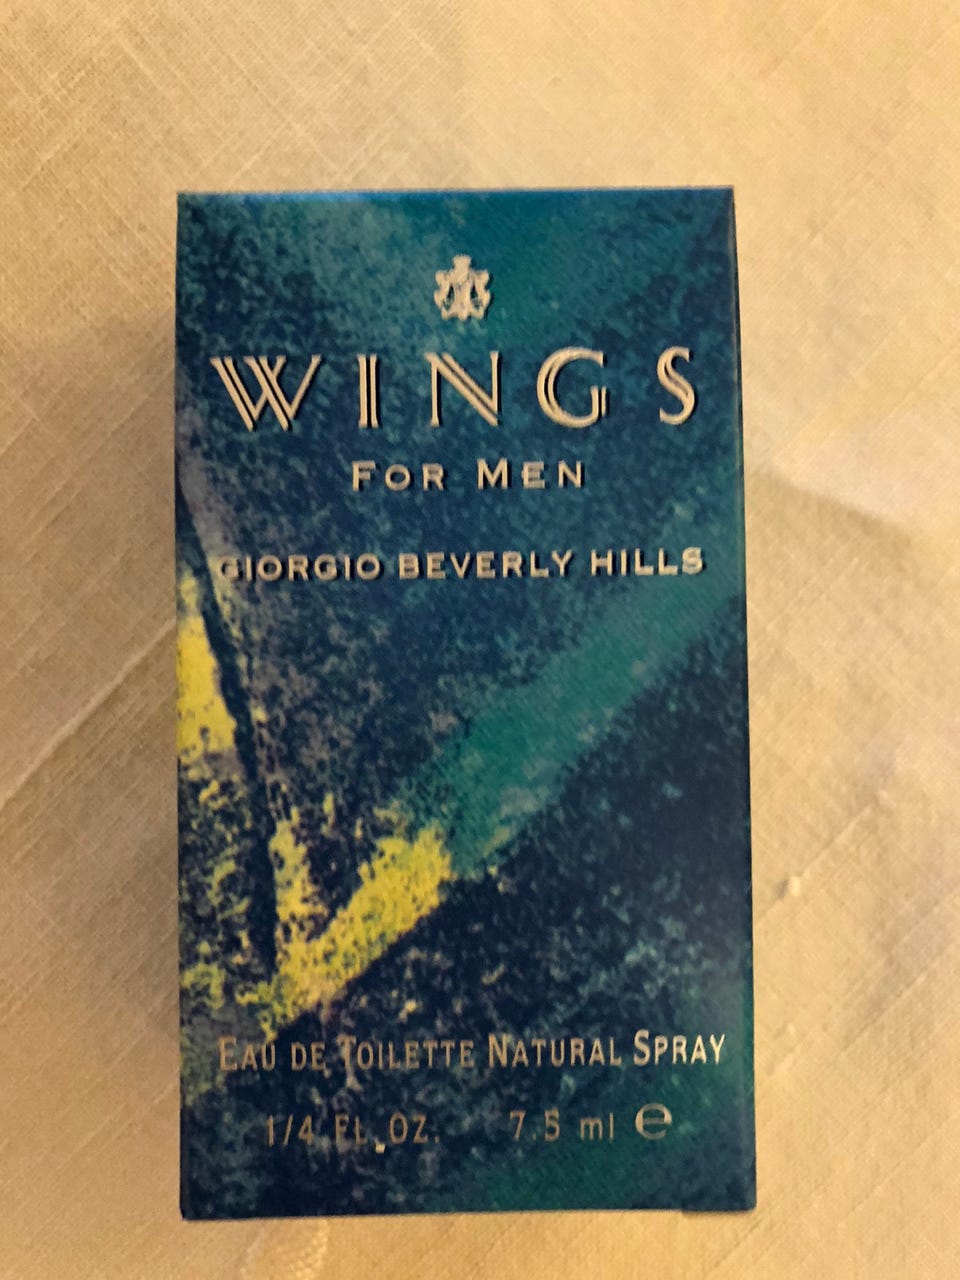 WINGS
FOR MEN
GIORGIO BEVERLY HILLS
EAU DE TOILETTE NATURAL SPRAY
1/4 FL. OZ. 7.5 ml ℮